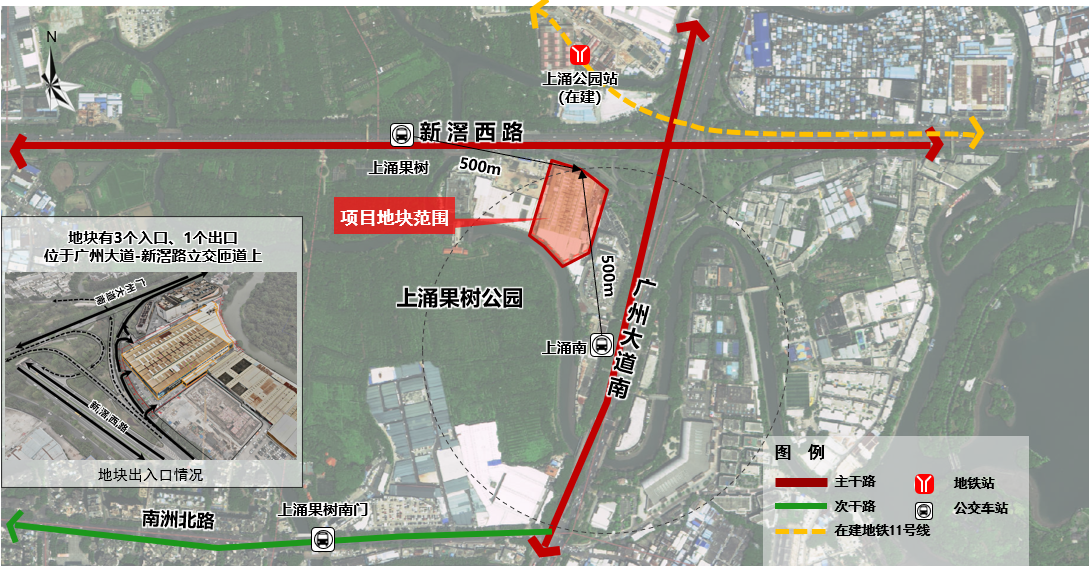 N
上涌公园站
(在建)
新滘西路
上涌果树
500m
项目地块范围
地块有3个入口、1个出口
位于广州大道-新滘路立交匝道上
广州大道南
新滘西路
地块出入口情况
500m
上涌果树公园
上涌南
广州大道南
南洲北路
上涌果树南门
图 例
主干路
地铁站
次干路
公交车站
在建地铁11号线